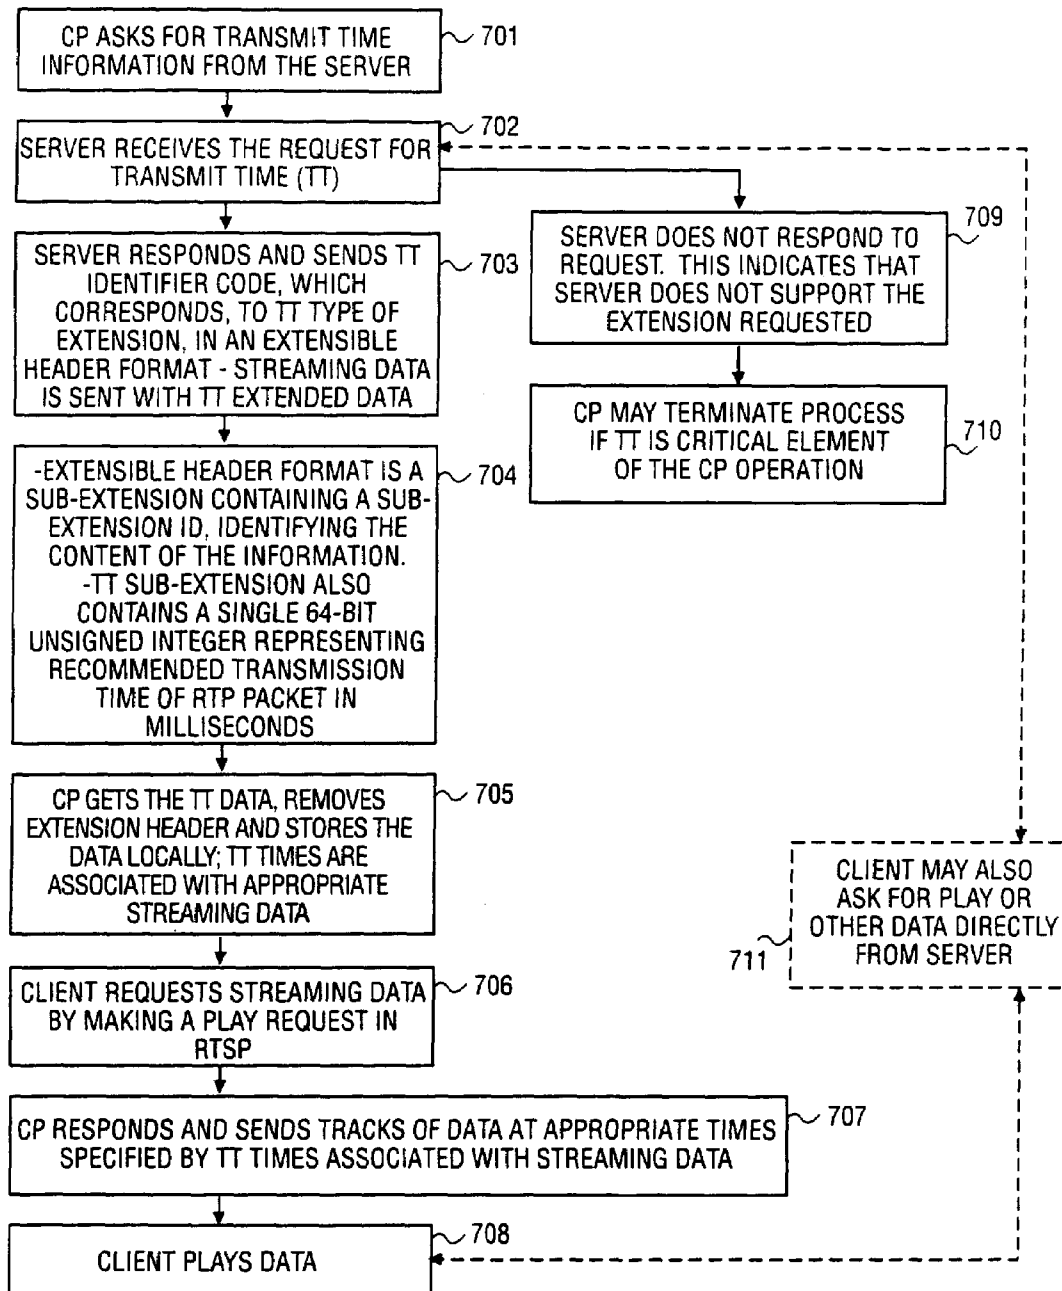 CP ASKS FOR TRANSMIT TIME
INFORMATION FROM THE SERVER
701
SERVER RECEIVES THE REQUEST FOR
TRANSMIT TIME (TT)
702
SERVER RESPONDS AND SENDS TT
IDENTIFIER CODE, WHICH
CORRESPONDS, TO TT TYPE OF
EXTENSION, IN AN EXTENSIBLE
HEADER FORMAT - STREAMING DATA
IS SENT WITH TT EXTENDED DATA
703
SERVER DOES NOT RESPOND TO
REQUEST. THIS INDICATES THAT
SERVER DOES NOT SUPPORT THE
EXTENSION REQUESTED
709
CP MAY TERMINATE PROCESS
IF TT IS CRITICAL ELEMENT
OF THE CP OPERATION
710
-EXTENSIBLE HEADER FORMAT IS A
SUB-EXTENSION CONTAINING A SUB-
EXTENSION ID, IDENTIFYING THE
CONTENT OF THE INFORMATION.
-TT SUB-EXTENSION ALSO
CONTAINS A SINGLE 64-BIT
UNSIGNED INTEGER REPRESENTING
RECOMMENDED TRANSMISSION
TIME OF RTP PACKET IN
MILLISECONDS
704
CP GETS THE TT DATA, REMOVES
EXTENSION HEADER AND STORES THE
DATA LOCALLY; TT TIMES ARE
ASSOCIATED WITH APPROPRIATE
STREAMING DATA
705
CLIENT MAY ALSO
ASK FOR PLAY OR
OTHER DATA DIRECTLY
FROM SERVER
711
CLIENT REQUESTS STREAMING DATA
BY MAKING A PLAY REQUEST IN
RTSP
706
CP RESPONDS AND SENDS TRACKS OF DATA AT APPROPRIATE TIMES
SPECIFIED BY TT TIMES ASSOCIATED WITH STREAMING DATA
707
CLIENT PLAYS DATA
708